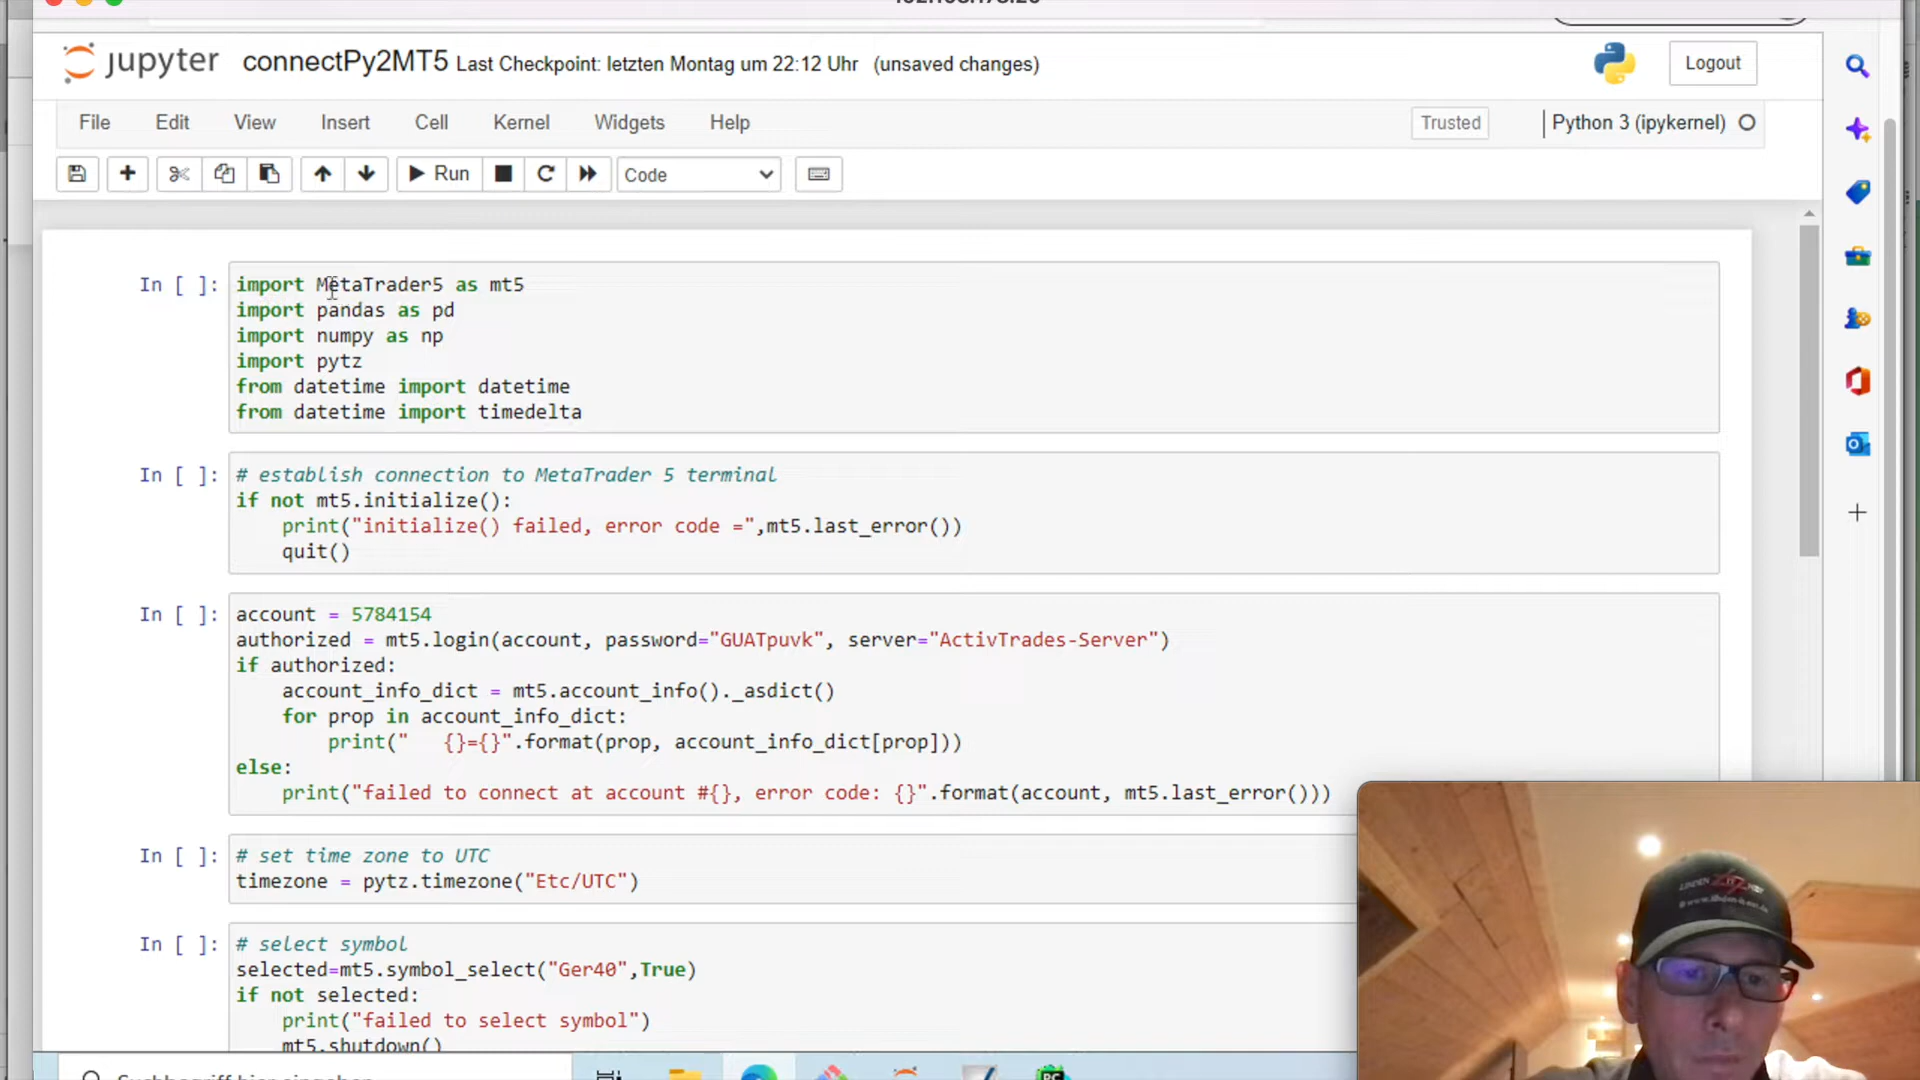 jupyter connectPy2MT5 Last Checkpoint: letzten Montag um 22:12 Uhr (unsaved changes)
Logout
File Edit View Insert Cell Kernel Widgets Help
Trusted
Python 3 (ipykernel)
Run
Code
In [ ]:
import MetaTrader5 as mt5
import pandas as pd
import numpy as np
import pytz
from datetime import datetime
from datetime import timedelta
In [ ]:
# establish connection to MetaTrader 5 terminal
if not mt5.initialize():
    print("initialize() failed, error code =",mt5.last_error())
    quit()
In [ ]:
account = 5784154
authorized = mt5.login(account, password="GUATpuvk", server="ActivTrades-Server")
if authorized:
    account_info_dict = mt5.account_info()._asdict()
    for prop in account_info_dict:
        print("   {}={}".format(prop, account_info_dict[prop]))
else:
    print("failed to connect at account #{}, error code: {}".format(account, mt5.last_error()))
In [ ]:
# set time zone to UTC
timezone = pytz.timezone("Etc/UTC")
In [ ]:
# select symbol
selected=mt5.symbol_select("Ger40",True)
if not selected:
    print("failed to select symbol")
    mt5.shutdown()
Suchbegriff hier eingeben